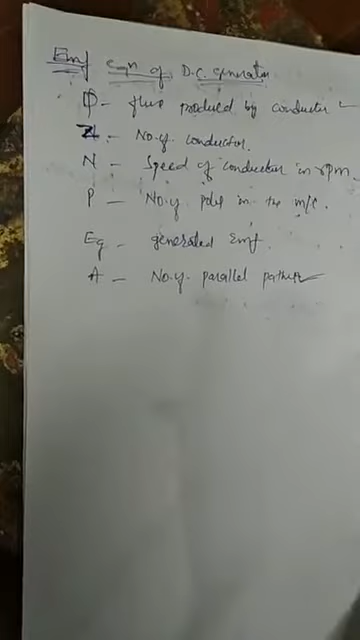 Emf eqn of D.C. generator
Φ - flux produced by conductor
Z - No. of conductor.
N - Speed of conductor in rpm.
P - No. of pole in the m/c.
Eg - generated Emf.
A - No. of parallel